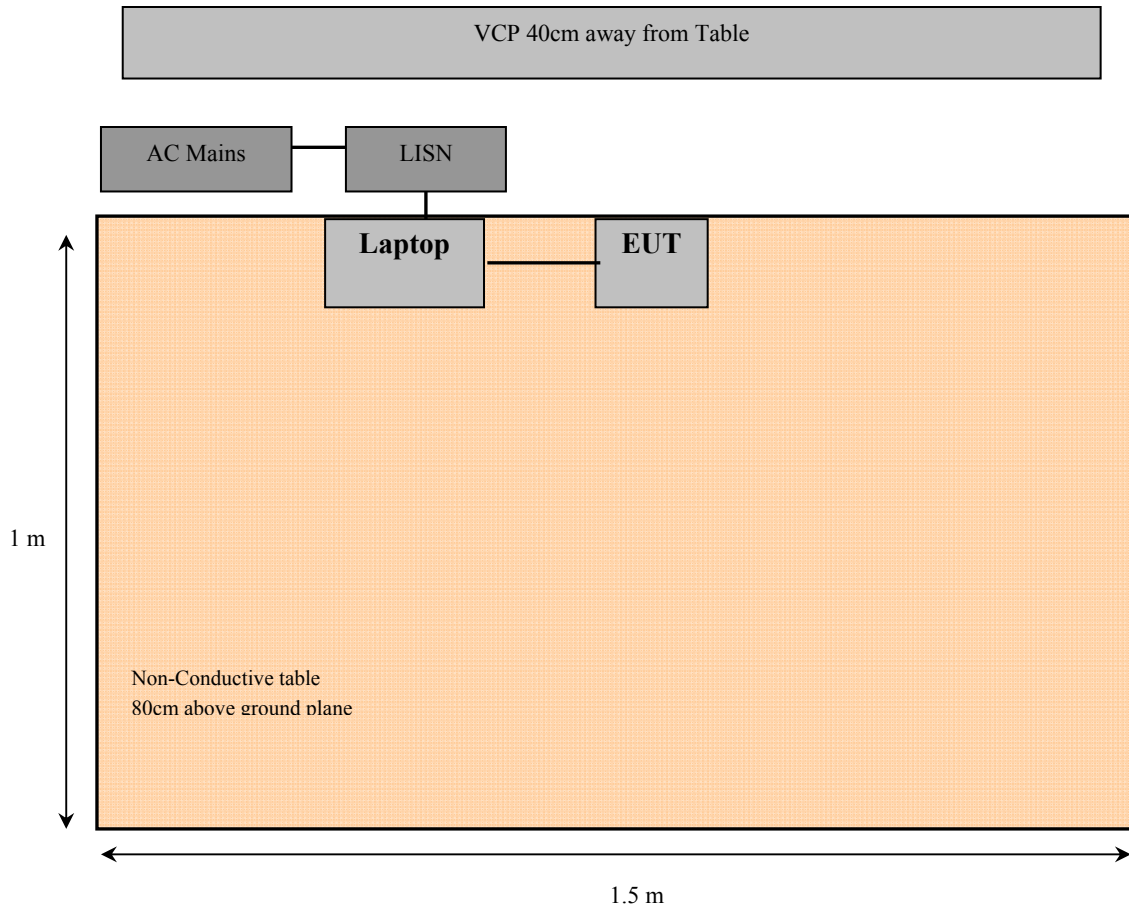 VCP 40cm away from Table
AC Mains
LISN
Laptop
EUT
1 m
Non-Conductive table
80cm above ground plane
1.5 m